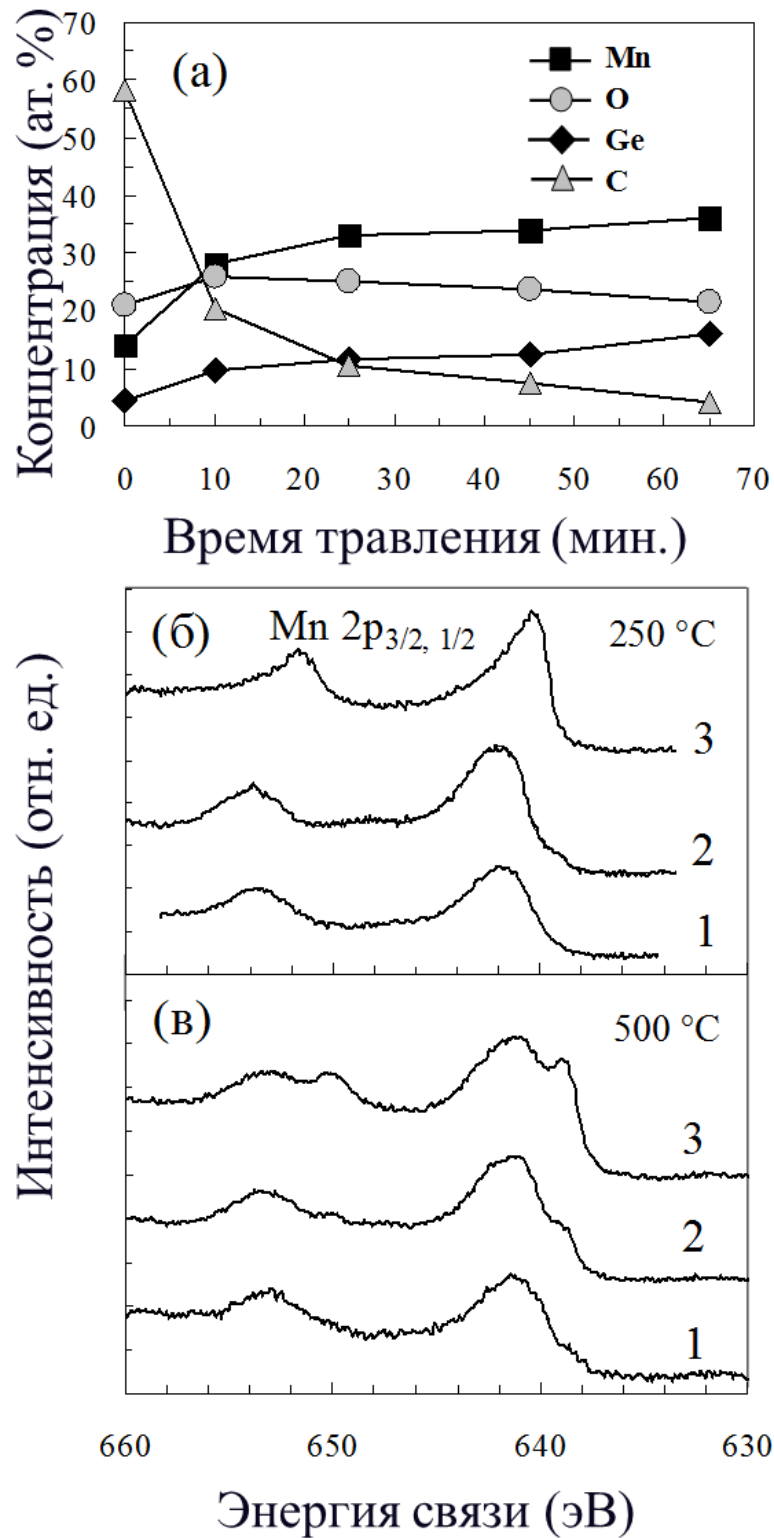 Концентрация (ат. %)
70
60
50
40
30
20
10
0
(а)
Mn
O
Ge
C
0 10 20 30 40 50 60 70
Время травления (мин.)
Интенсивность (отн. ед.)
(б) Mn 2p3/2, 1/2 250 °C
3
2
1
(в) 500 °C
3
2
1
660 650 640 630
Энергия связи (эВ)